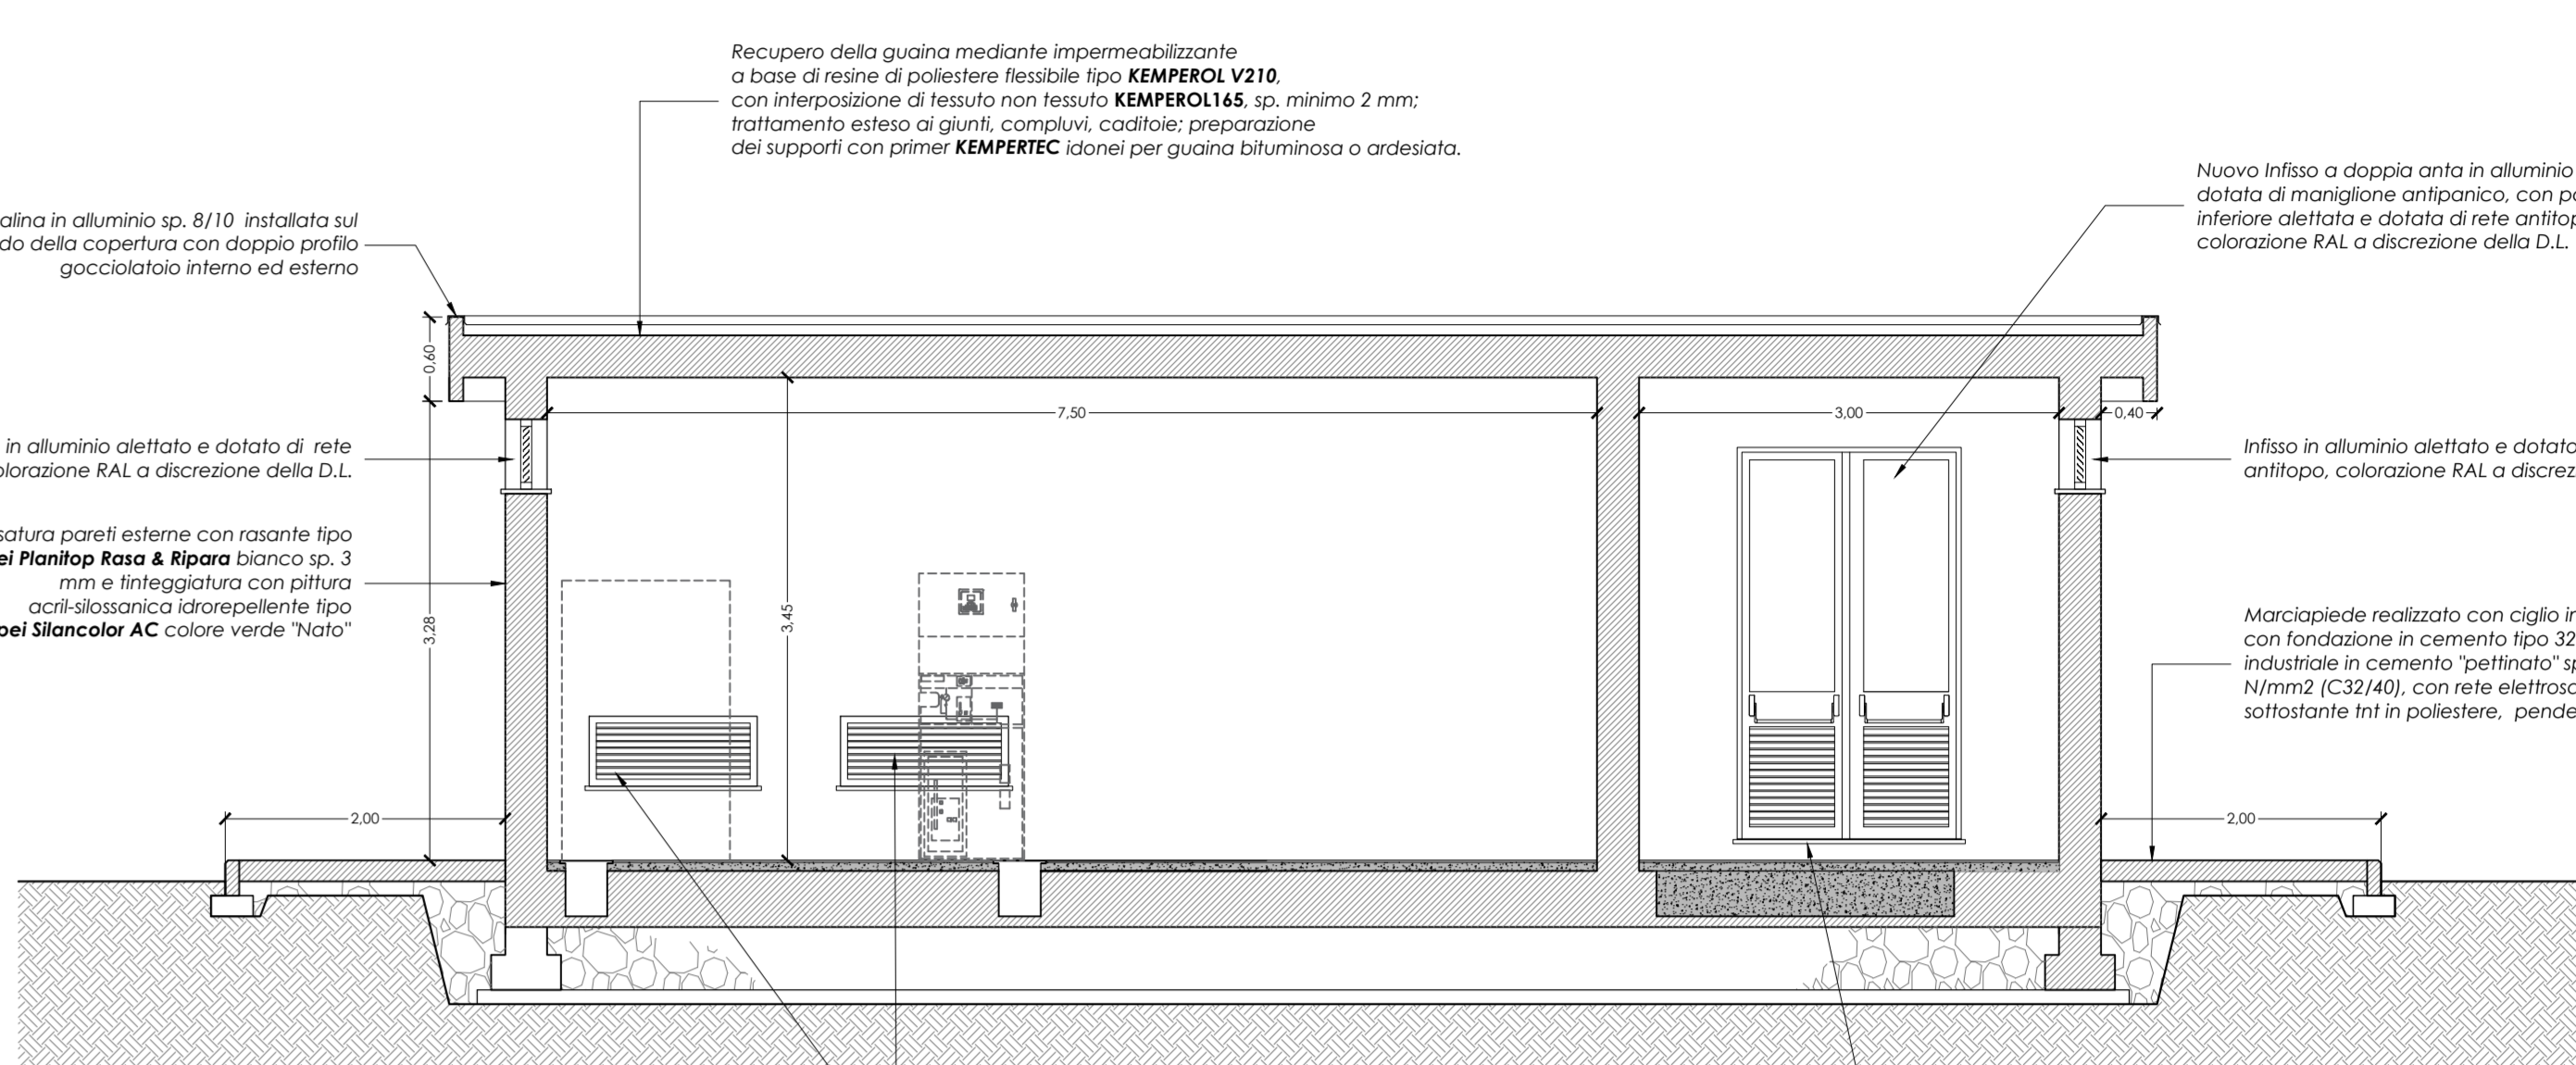 Recupero della guaina mediante impermeabilizzante
a base di resine di poliestere flessibile tipo KEMPEROL V210,
con interposizione di tessuto non tessuto KEMPEROL165, sp. minimo 2 mm;
trattamento esteso ai giunti, compluvi, caditoie; preparazione
dei supporti con primer KEMPERTEC idonei per guaina bituminosa o ardesiata.
Nuovo Infisso a doppia anta in alluminio
dotata di maniglione antipanico, con po
inferiore alettata e dotata di rete antitop
colorazione RAL a discrezione della D.L.
alina in alluminio sp. 8/10 installata sul
do della copertura con doppio profilo
gocciolatoio interno ed esterno
0,60
7,50
3,00
0,40
in alluminio alettato e dotato di rete
olorazione RAL a discrezione della D.L.
Infisso in alluminio alettato e dotato
antitopo, colorazione RAL a discrez
satura pareti esterne con rasante tipo
ei Planitop Rasa & Ripara bianco sp. 3
mm e tinteggiatura con pittura
acril-silossanica idrorepellente tipo
pei Silancolor AC colore verde "Nato"
3,28
3,45
Marciapiede realizzato con ciglio in
con fondazione in cemento tipo 32
industriale in cemento "pettinato" sp
N/mm2 (C32/40), con rete elettrosa
sottostante tnt in poliestere, pende
2,00
2,00